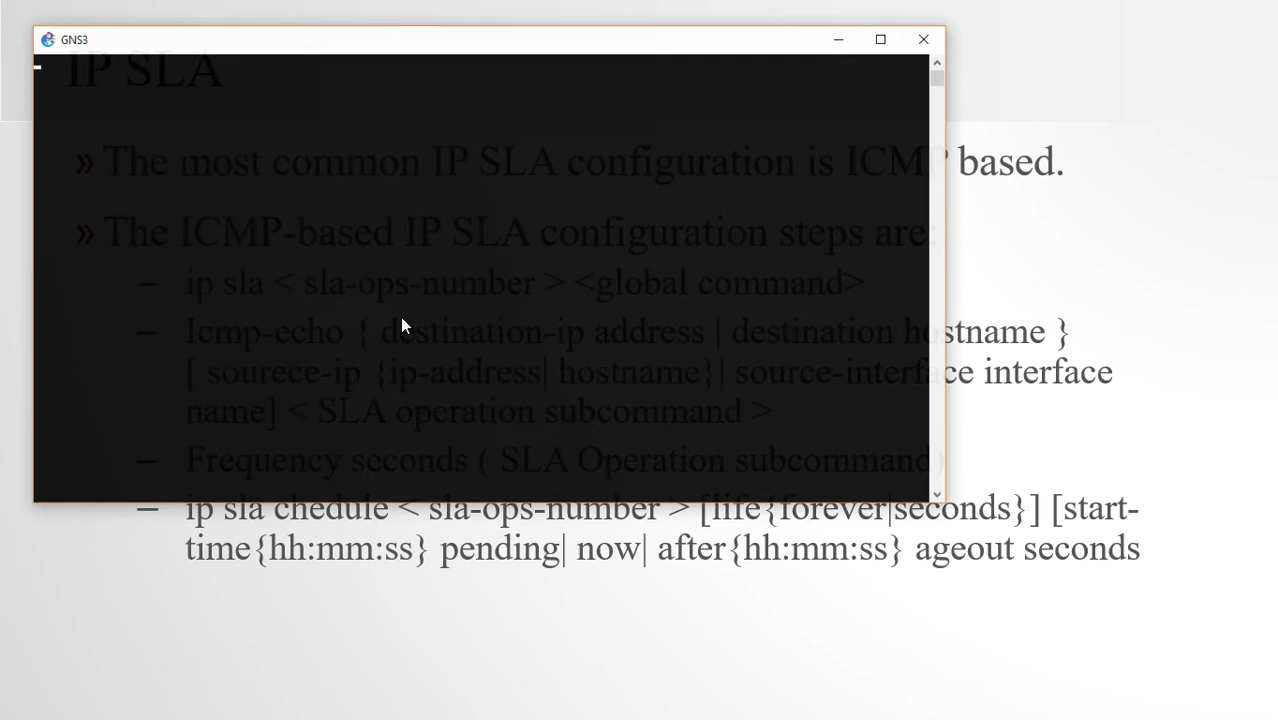 GNS3
IP SLA
» The most common IP SLA configuration is ICMP based.
» The ICMP-based IP SLA configuration steps are:
– ip sla < sla-ops-number > <global command>
– Icmp-echo { destination-ip address | destination hostname }
[ sourece-ip {ip-address| hostname}| source-interface interface
name] < SLA operation subcommand >
– Frequency seconds ( SLA Operation subcommand)
– ip sla chedule < sla-ops-number > [life{forever|seconds}] [start-
time{hh:mm:ss} pending| now| after{hh:mm:ss} ageout seconds